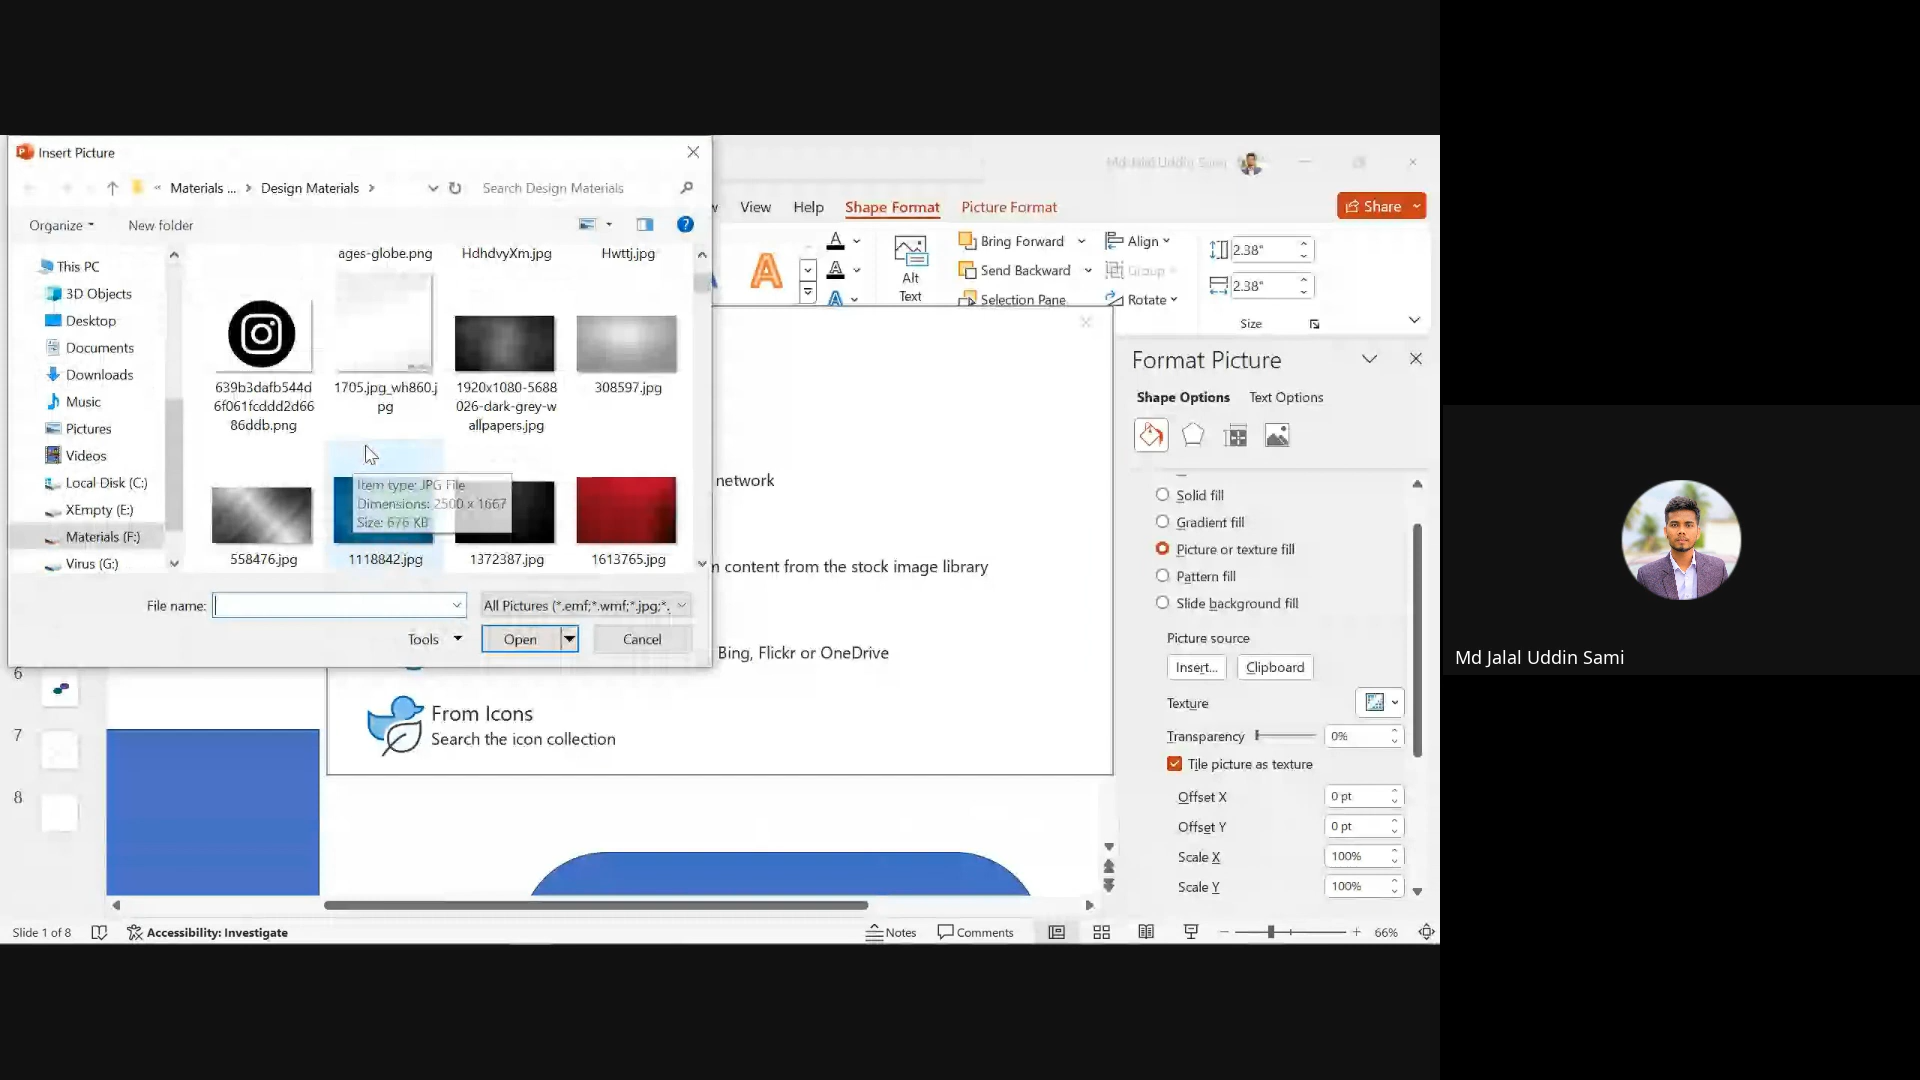 Insert Picture
Materials ... > Design Materials >
Search Design Materials
Organize
New folder
This PC
3D Objects
Desktop
Documents
Downloads
Music
Pictures
Videos
Local Disk (C:)
XEmpty (E:)
Materials (F:)
Virus (G:)
ages-globe.png
HdhdvyXm.jpg
Hwttj.jpg
639b3dafb544d
6f061fcddd2d66
86ddb.png
1705.jpg_wh860.j
pg
1920x1080-5688
026-dark-grey-w
allpapers.jpg
308597.jpg
Item type: JPG File
Dimensions: 2500 x 1667
Size: 676 KB
558476.jpg
1118842.jpg
1372387.jpg
1613765.jpg
File name:
All Pictures (*.emf;*.wmf;*.jpg;*.
Tools
Open
Cancel
Md Jalal Uddin Sami
View
Help
Shape Format
Picture Format
Share
Alt
Text
Bring Forward
Send Backward
Selection Pane
Align
Group
Rotate
2.38"
2.38"
Size
network
content from the stock image library
Bing, Flickr or OneDrive
From Icons
Search the icon collection
6
7
8
Format Picture
Shape Options
Text Options
Solid fill
Gradient fill
Picture or texture fill
Pattern fill
Slide background fill
Picture source
Insert...
Clipboard
Texture
Transparency
0%
Tile picture as texture
Offset X
0 pt
Offset Y
0 pt
Scale X
100%
Scale Y
100%
Slide 1 of 8
Accessibility: Investigate
Notes
Comments
66%
Md Jalal Uddin Sami